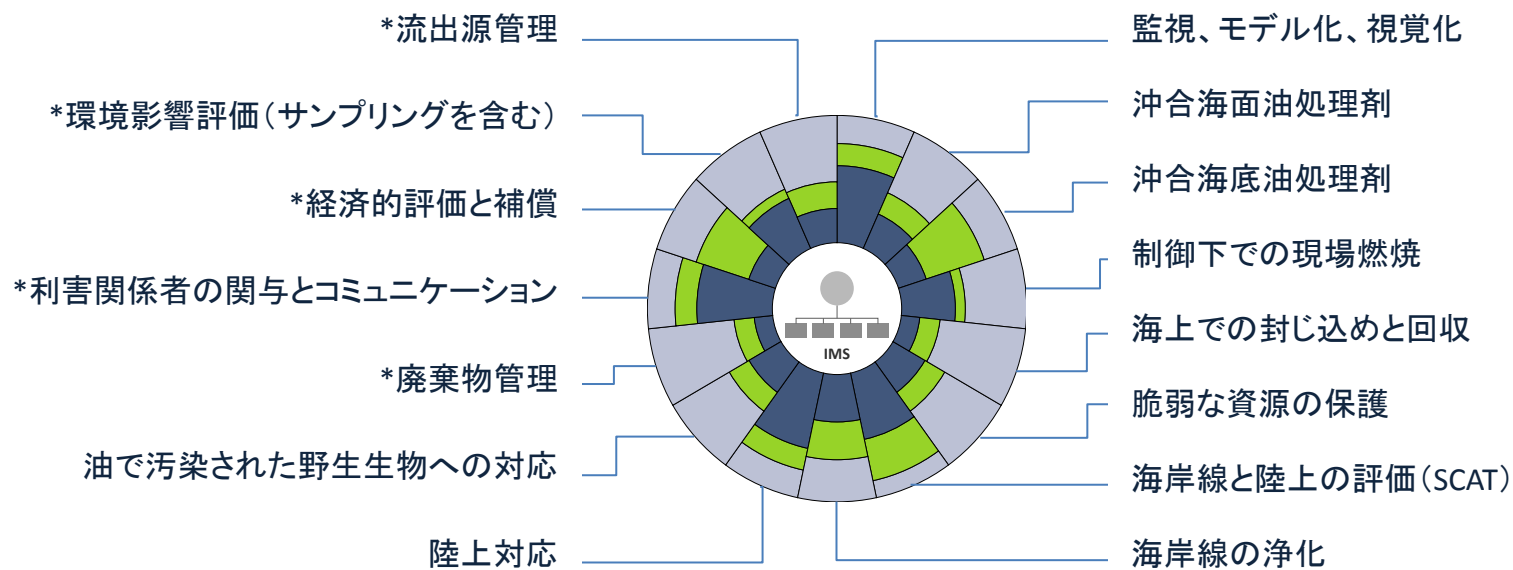 *流出源管理
*環境影響評価(サンプリングを含む)
*経済的評価と補償
*利害関係者の関与とコミュニケーション
*廃棄物管理
油で汚染された野生生物への対応
陸上対応
監視、モデル化、視覚化
沖合海面油処理剤
沖合海底油処理剤
制御下での現場燃焼
海上での封じ込めと回収
脆弱な資源の保護
海岸線と陸上の評価(SCAT)
海岸線の浄化
IMS